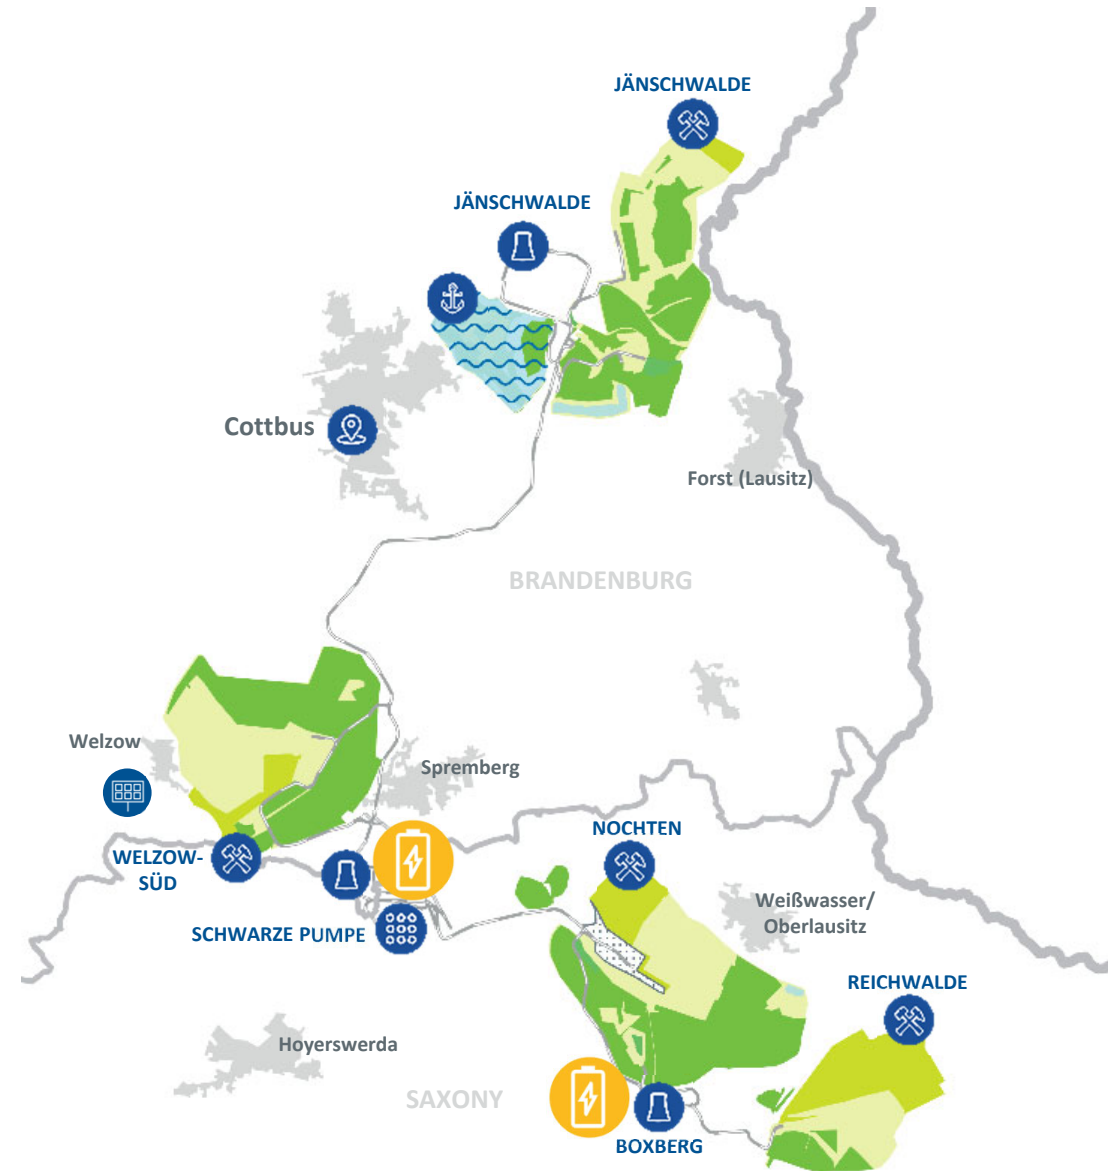 JÄNSCHWALDE
JÄNSCHWALDE
Cottbus
Forst (Lausitz)
BRANDENBURG
Welzow
Spremberg
WELZOW-
SÜD
NOCHTEN
Weißwasser/
Oberlausitz
SCHWARZE PUMPE
REICHWALDE
Hoyerswerda
SAXONY
BOXBERG